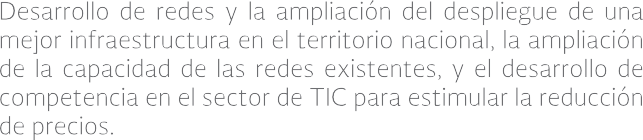 Desarrollo de redes y la ampliación del despliegue de una
mejor infraestructura en el territorio nacional, la ampliación
de la capacidad de las redes existentes, y el desarrollo de
competencia en el sector de TIC para estimular la reducción
de precios.